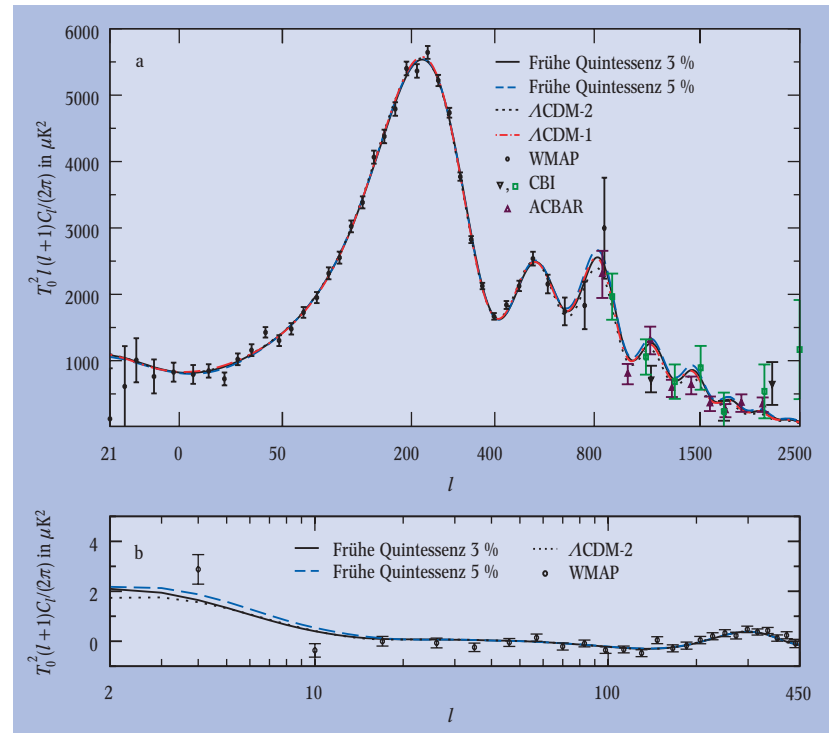 a
6000
5000
4000
3000
2000
1000
T₀² l (l+1)Cₗ/(2π) in µK2
Frühe Quintessenz 3 %
Frühe Quintessenz 5 %
ΛCDM-2
ΛCDM-1
WMAP
, CBI
ACBAR
21 0 50 200 400 800 1500 2500
l
b
4
2
0
T₀²(l+1)Cₗ/(2π) in µK2
Frühe Quintessenz 3 % ΛCDM-2
Frühe Quintessenz 5 % WMAP
2 10 100 450
l